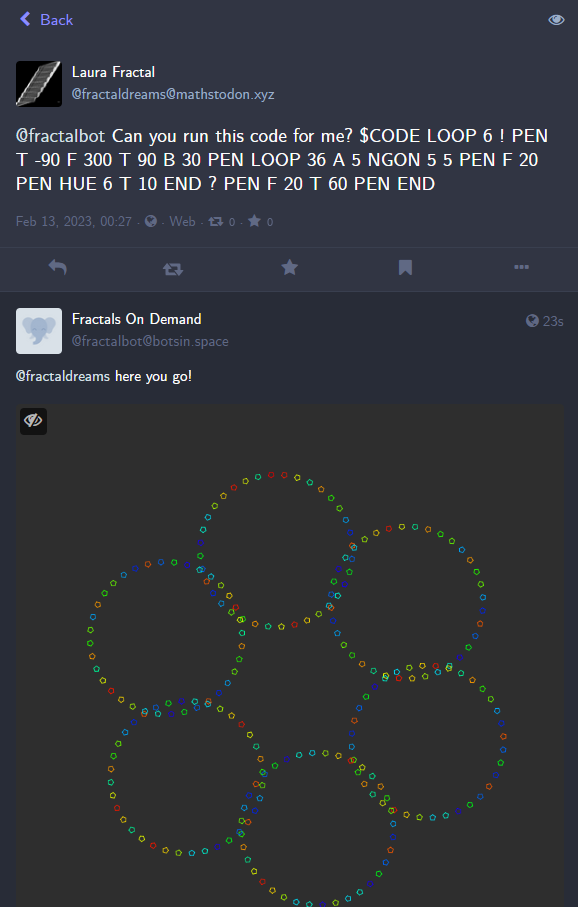 Back
Laura Fractal
@fractaldreams@mathstodon.xyz
@fractalbot Can you run this code for me? $CODE LOOP 6 ! PEN
T -90 F 300 T 90 B 30 PEN LOOP 36 A 5 NGON 5 5 PEN F 20
PEN HUE 6 T 10 END ? PEN F 20 T 60 PEN END
Feb 13, 2023, 00:27 · · Web · 0 · 0
Fractals On Demand
23s
@fractalbot@botsin.space
@fractaldreams here you go!